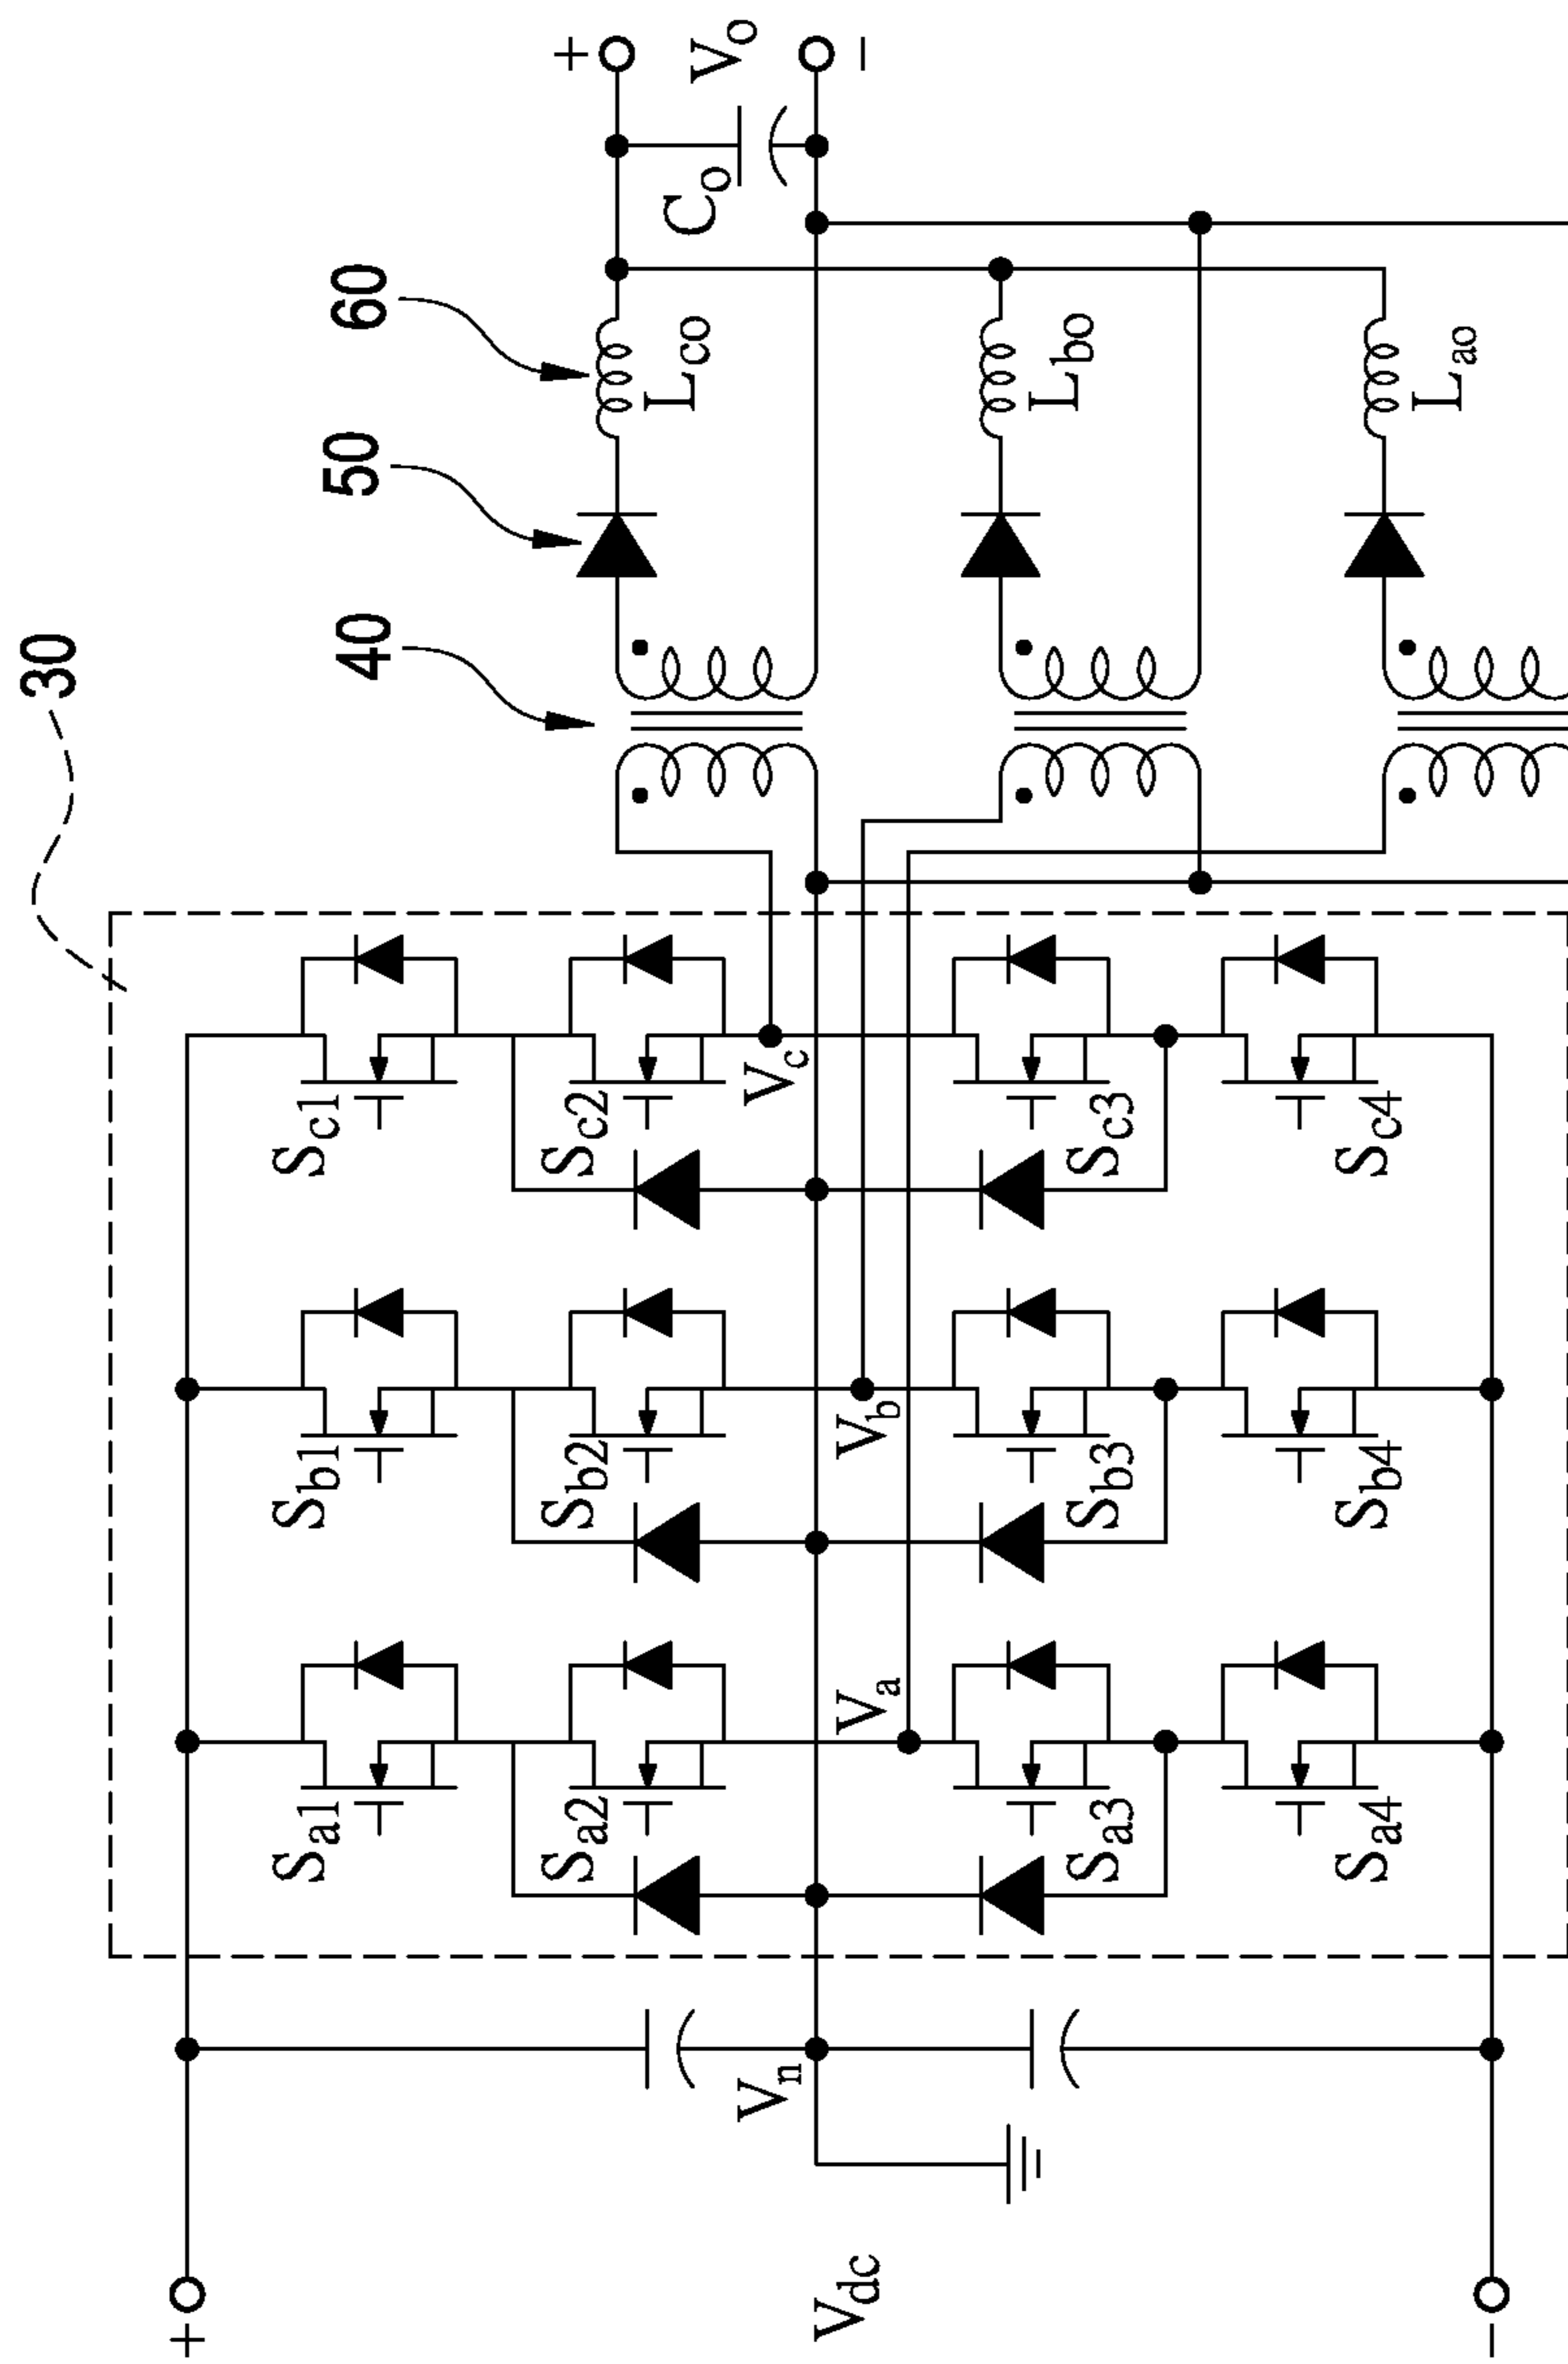 30
40
50
60
+
V_o
−
C_o
L_co
L_bo
L_ao
S_c1
S_c2
V_c
S_c3
S_c4
S_b1
S_b2
V_b
S_b3
S_b4
S_a1
S_a2
V_a
S_a3
S_a4
V_n
+
V_dc
−